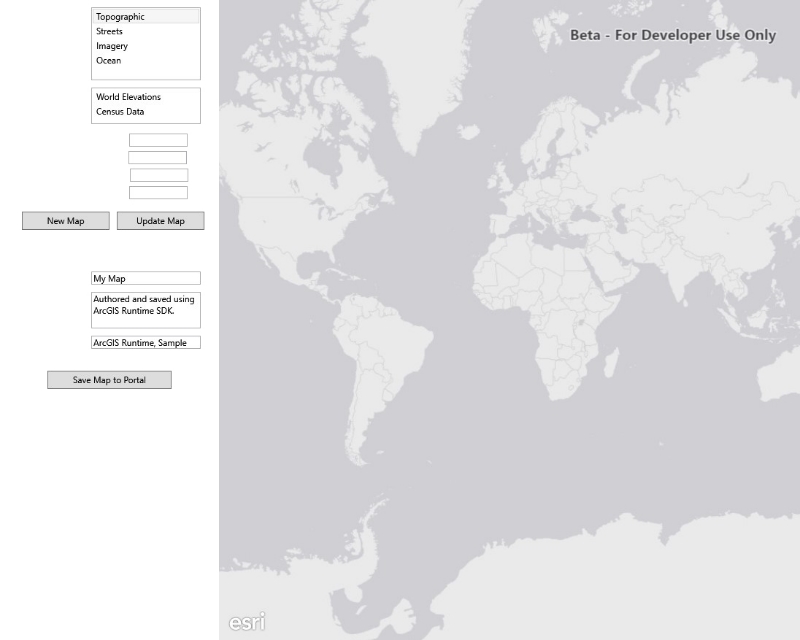 Topographic
Streets
Imagery
Ocean
World Elevations
Census Data
New Map
Update Map
My Map
Authored and saved using
ArcGIS Runtime SDK.
ArcGIS Runtime, Sample
Save Map to Portal
Beta - For Developer Use Only
esri